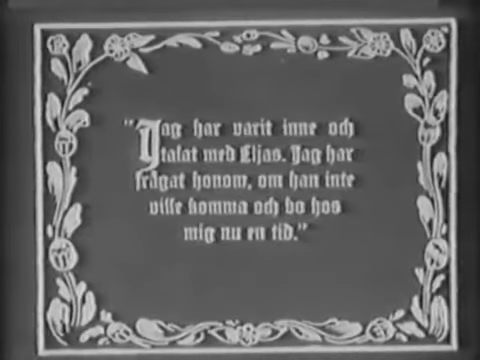 "Jag har varit inne och
talat med Eljas. Jag har
frågat honom, om han inte
ville komma och bo hos
mig nu en tid."